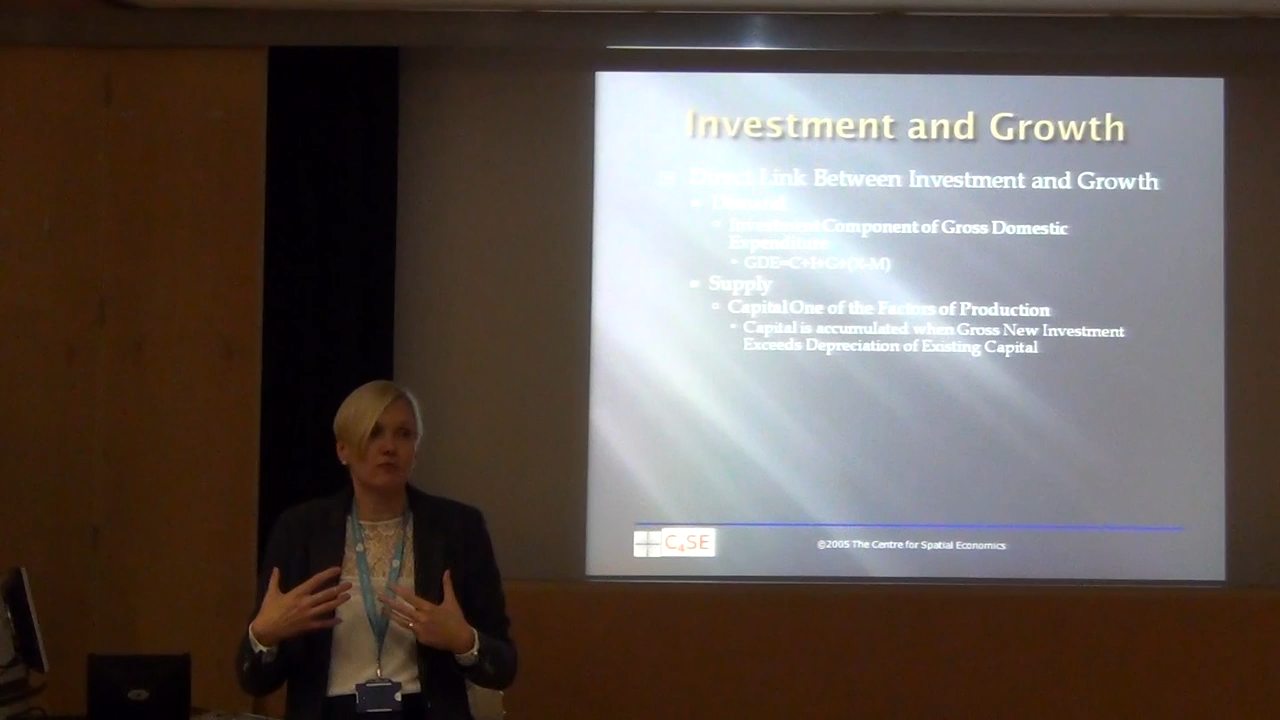 Investment and Growth
Direct Link Between Investment and Growth
Demand
Investment Component of Gross Domestic
Expenditure
GDE=C+I+G+(X-M)
Supply
Capital One of the Factors of Production
Capital is accumulated when Gross New Investment
Exceeds Depreciation of Existing Capital
C4SE
©2005 The Centre for Spatial Economics